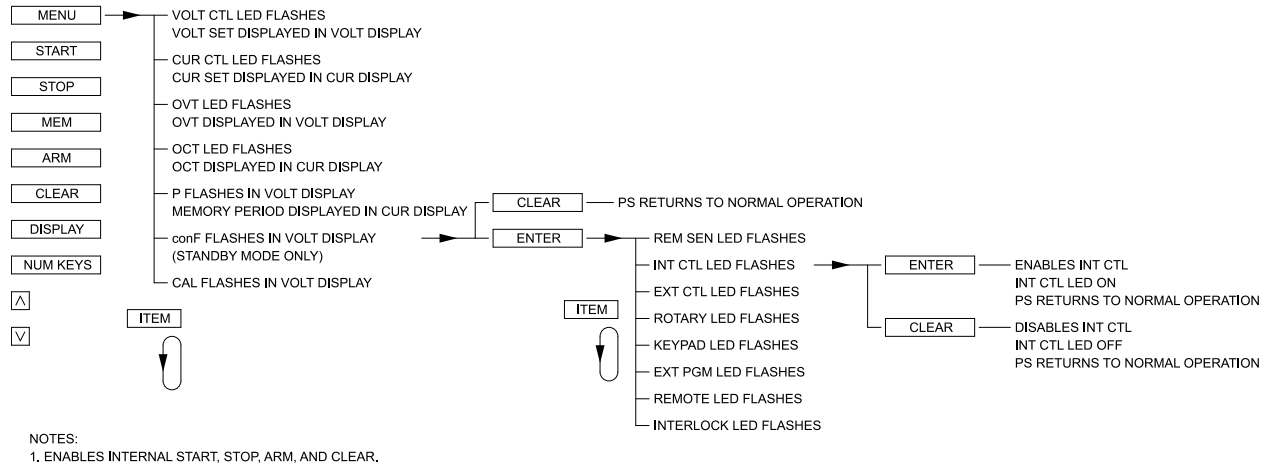 MENU
START
STOP
MEM
ARM
CLEAR
DISPLAY
NUM KEYS
VOLT CTL LED FLASHES
VOLT SET DISPLAYED IN VOLT DISPLAY
CUR CTL LED FLASHES
CUR SET DISPLAYED IN CUR DISPLAY
OVT LED FLASHES
OVT DISPLAYED IN VOLT DISPLAY
OCT LED FLASHES
OCT DISPLAYED IN CUR DISPLAY
P FLASHES IN VOLT DISPLAY
MEMORY PERIOD DISPLAYED IN CUR DISPLAY
conF FLASHES IN VOLT DISPLAY
(STANDBY MODE ONLY)
CAL FLASHES IN VOLT DISPLAY
ITEM
CLEAR
PS RETURNS TO NORMAL OPERATION
ENTER
REM SEN LED FLASHES
INT CTL LED FLASHES
EXT CTL LED FLASHES
ROTARY LED FLASHES
KEYPAD LED FLASHES
EXT PGM LED FLASHES
REMOTE LED FLASHES
INTERLOCK LED FLASHES
ITEM
ENTER
ENABLES INT CTL
INT CTL LED ON
PS RETURNS TO NORMAL OPERATION
CLEAR
DISABLES INT CTL
INT CTL LED OFF
PS RETURNS TO NORMAL OPERATION
NOTES:
1. ENABLES INTERNAL START, STOP, ARM, AND CLEAR.